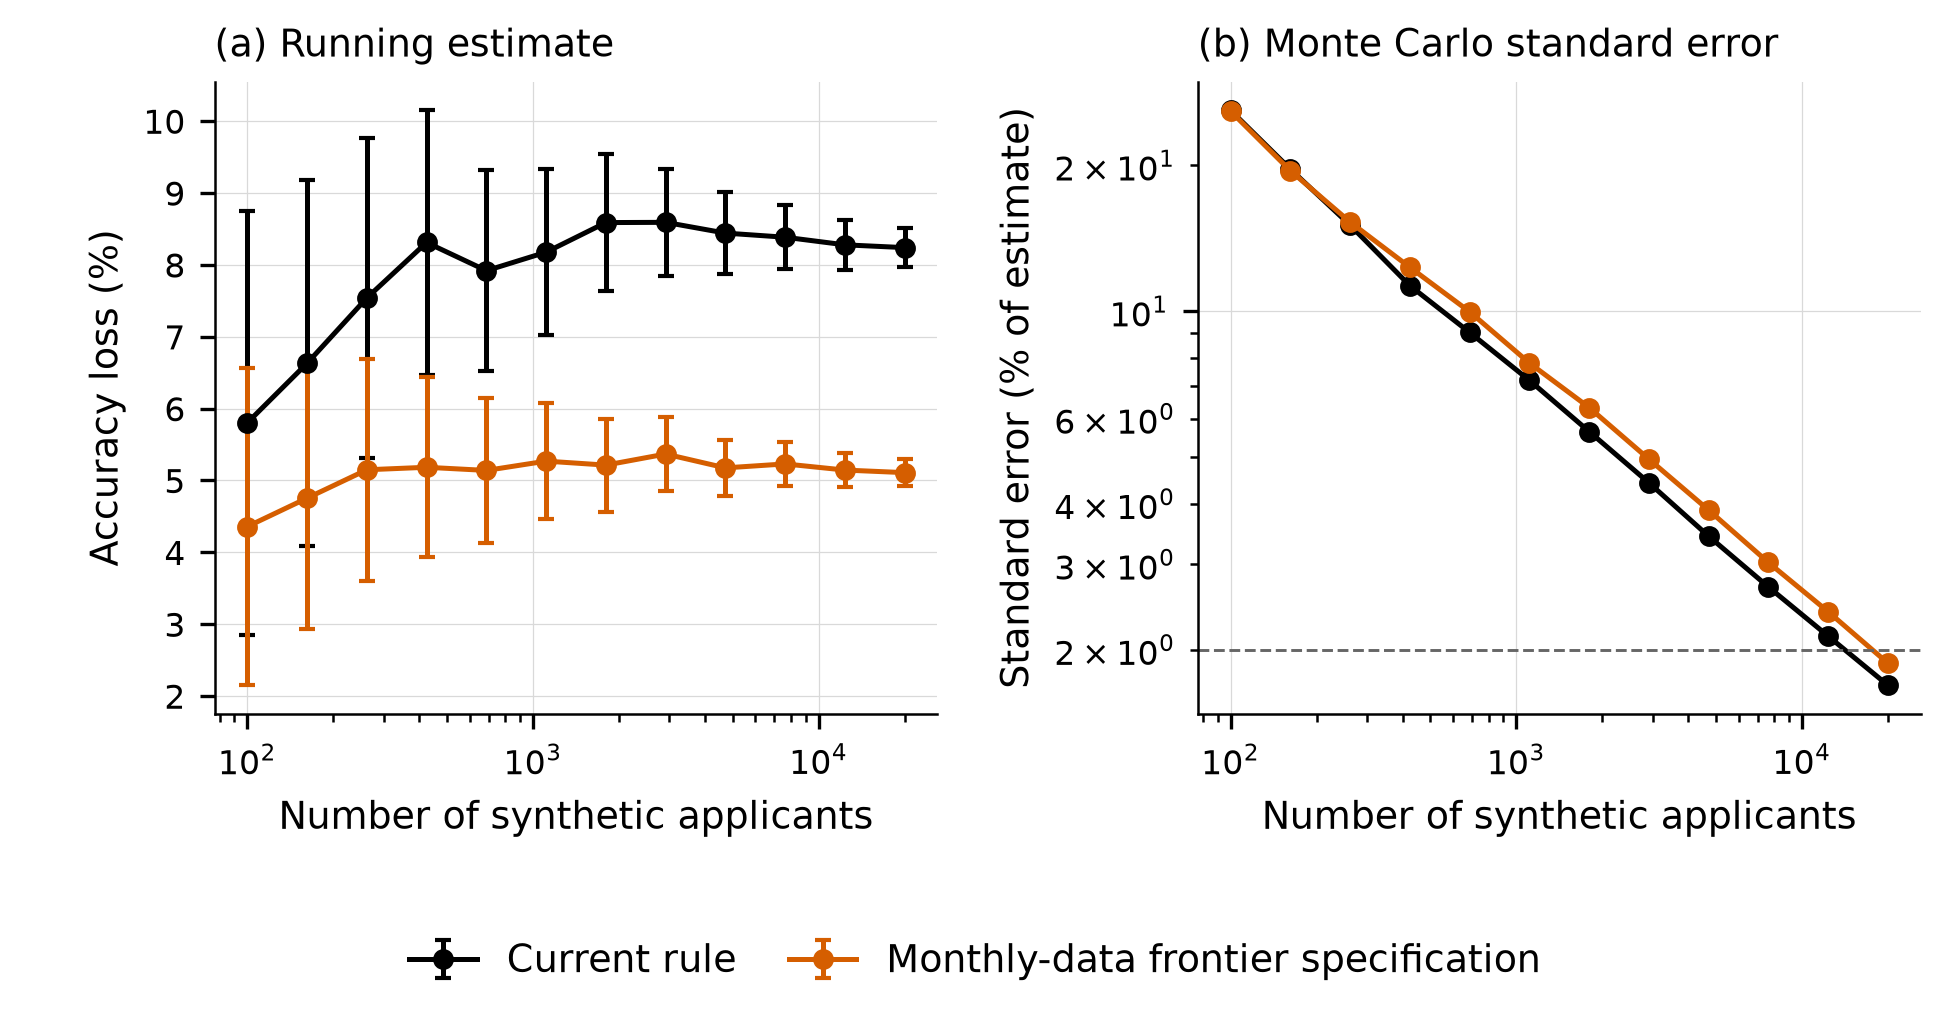 (a) Running estimate
Accuracy loss (%)
10
9
8
7
6
5
4
3
2
10²
10³
10⁴
Number of synthetic applicants
(b) Monte Carlo standard error
Standard error (% of estimate)
2 × 10¹
10¹
6 × 10⁰
4 × 10⁰
3 × 10⁰
2 × 10⁰
10²
10³
10⁴
Number of synthetic applicants
Current rule
Monthly-data frontier specification